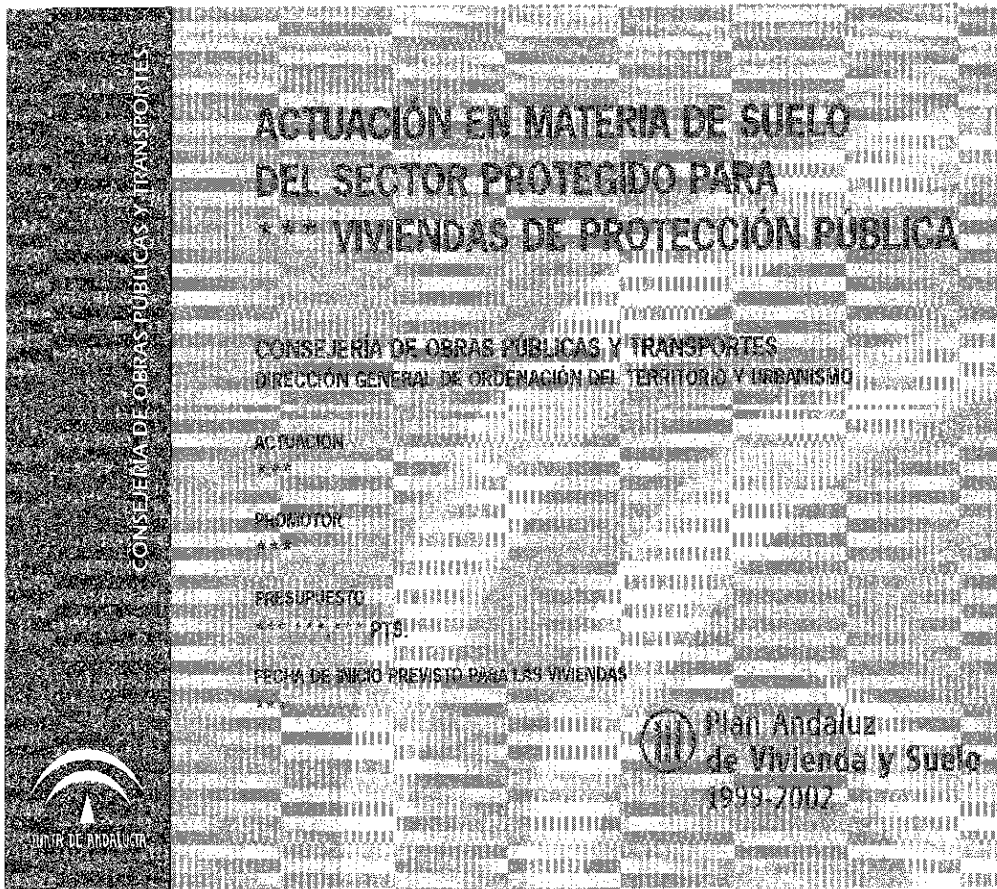 CONSEJERÍA DE OBRAS PÚBLICAS Y TRANSPORTES
ACTUACIÓN EN MATERIA DE SUELO
DEL SECTOR PROTEGIDO PARA
*** VIVIENDAS DE PROTECCIÓN PÚBLICA
CONSEJERÍA DE OBRAS PÚBLICAS Y TRANSPORTES
DIRECCIÓN GENERAL DE ORDENACIÓN DEL TERRITORIO Y URBANISMO
ACTUACIÓN
***
PROMOTOR
***
PRESUPUESTO
***.***.*** PTS.
FECHA DE INICIO PREVISTO PARA LAS VIVIENDAS
***
Plan Andaluz
de Vivienda y Suelo
1999-2002
JUNTA DE ANDALUCIA